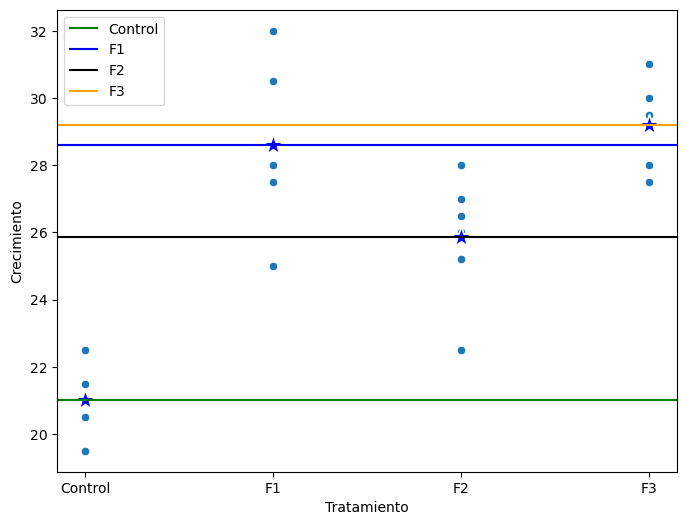 Control
F1
F2
F3
32
30
28
26
24
22
20
Crecimiento
Control
F1
F2
F3
Tratamiento